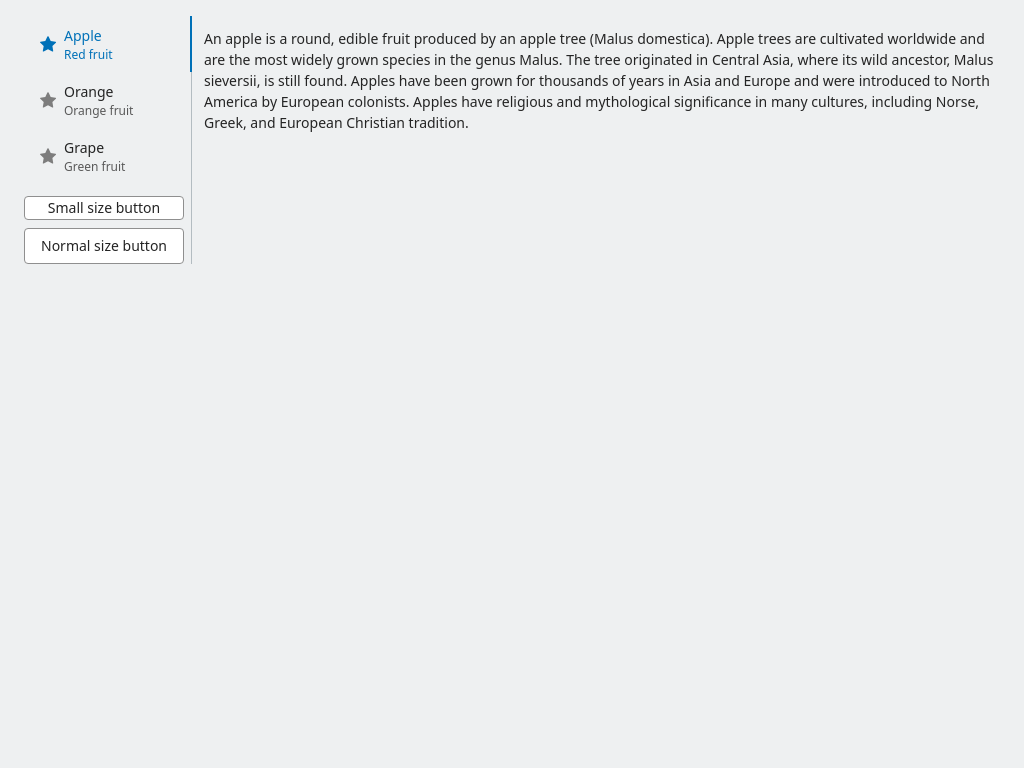 Apple
Red fruit
Orange
Orange fruit
Grape
Green fruit
Small size button
Normal size button
An apple is a round, edible fruit produced by an apple tree (Malus domestica). Apple trees are cultivated worldwide and
are the most widely grown species in the genus Malus. The tree originated in Central Asia, where its wild ancestor, Malus
sieversii, is still found. Apples have been grown for thousands of years in Asia and Europe and were introduced to North
America by European colonists. Apples have religious and mythological significance in many cultures, including Norse,
Greek, and European Christian tradition.